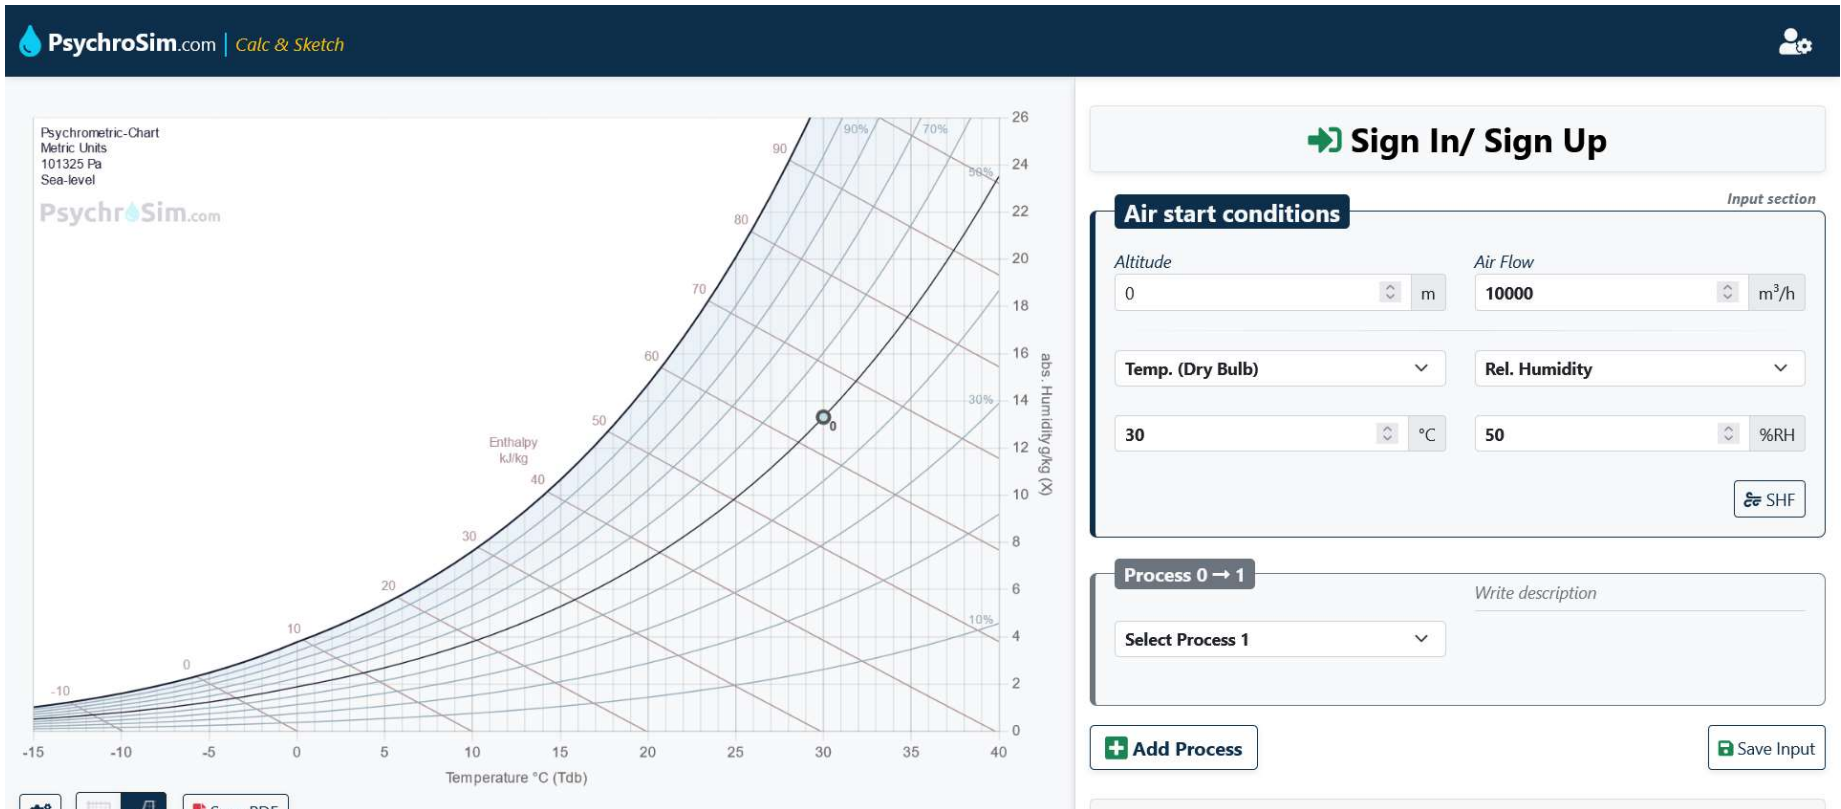 PsychroSim.com | Calc & Sketch
Psychrometric-Chart
Metric Units
101325 Pa
Sea-level
PsychroSim.com
-10
0
10
20
30
40
50
60
70
80
90
Enthalpy
kJ/kg
90%
70%
50%
30%
10%
0
26
24
22
20
18
16
14
12
10
8
6
4
2
0
abs. Humidity g/kg (X)
-15 -10 -5 0 5 10 15 20 25 30 35 40
Temperature °C (Tdb)
Sign In/ Sign Up
Input section
Air start conditions
Altitude
0 m
Air Flow
10000 m³/h
Temp. (Dry Bulb)
Rel. Humidity
30 °C
50 %RH
SHF
Process 0 → 1
Write description
Select Process 1
Add Process
Save Input